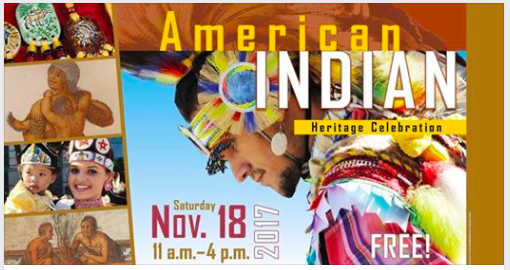 American
INDIAN
Heritage Celebration
Saturday
Nov. 18
2017
11 a.m.–4 p.m.
FREE!